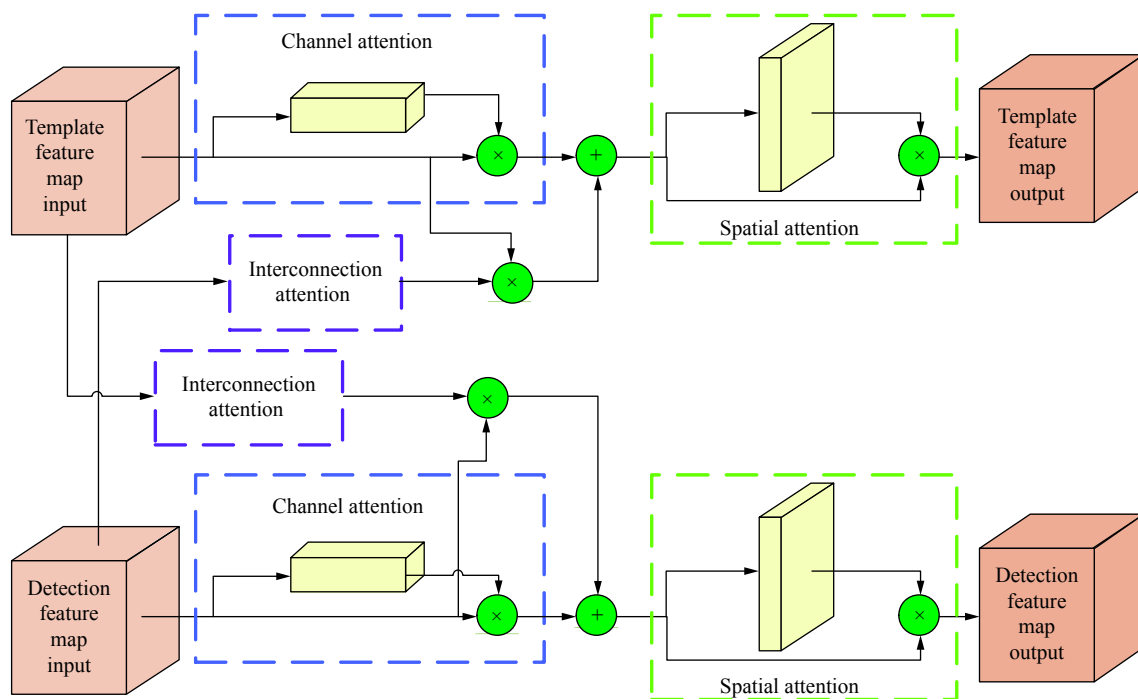 Channel attention
Template
feature
map
input
×
+
×
Template
feature
map
output
Spatial attention
Interconnection
attention
×
Interconnection
attention
×
Channel attention
Detection
feature
map
input
×
+
×
Detection
feature
map
output
Spatial attention